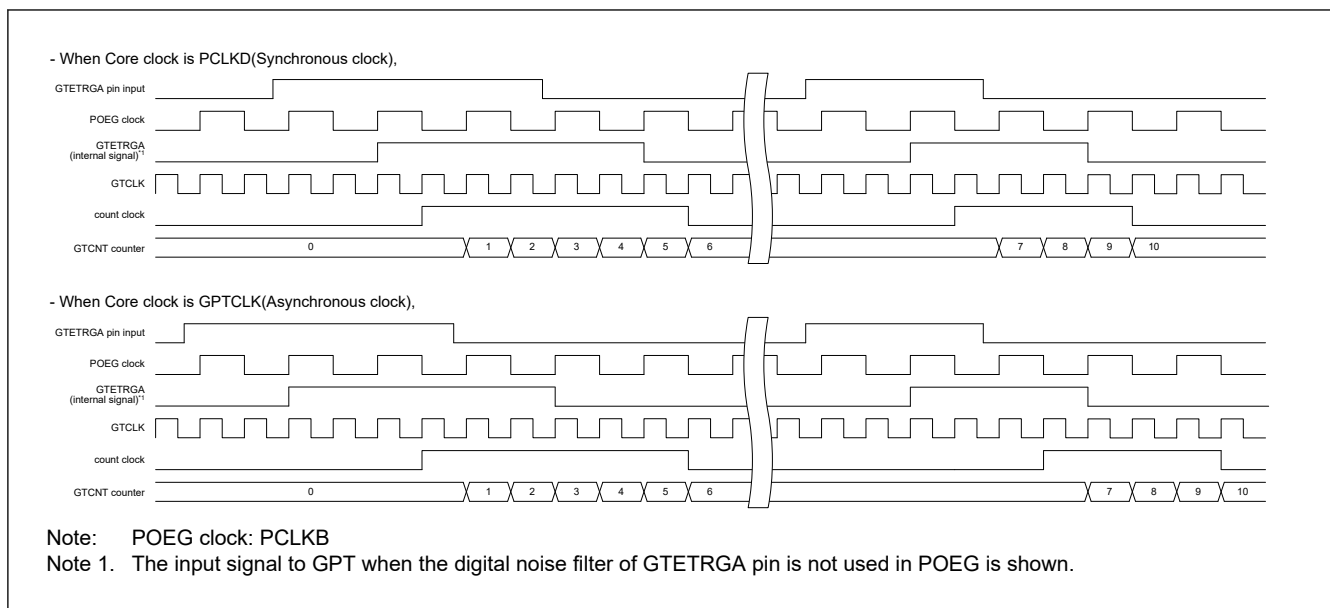 - When Core clock is PCLKD(Synchronous clock),
GTETRGA pin input
POEG clock
GTETRGA
(internal signal)*1
GTCLK
count clock
GTCNT counter 0 1 2 3 4 5 6 7 8 9 10
- When Core clock is GPTCLK(Asynchronous clock),
GTETRGA pin input
POEG clock
GTETRGA
(internal signal)*1
GTCLK
count clock
GTCNT counter 0 1 2 3 4 5 6 7 8 9 10
Note: POEG clock: PCLKB
Note 1. The input signal to GPT when the digital noise filter of GTETRGA pin is not used in POEG is shown.